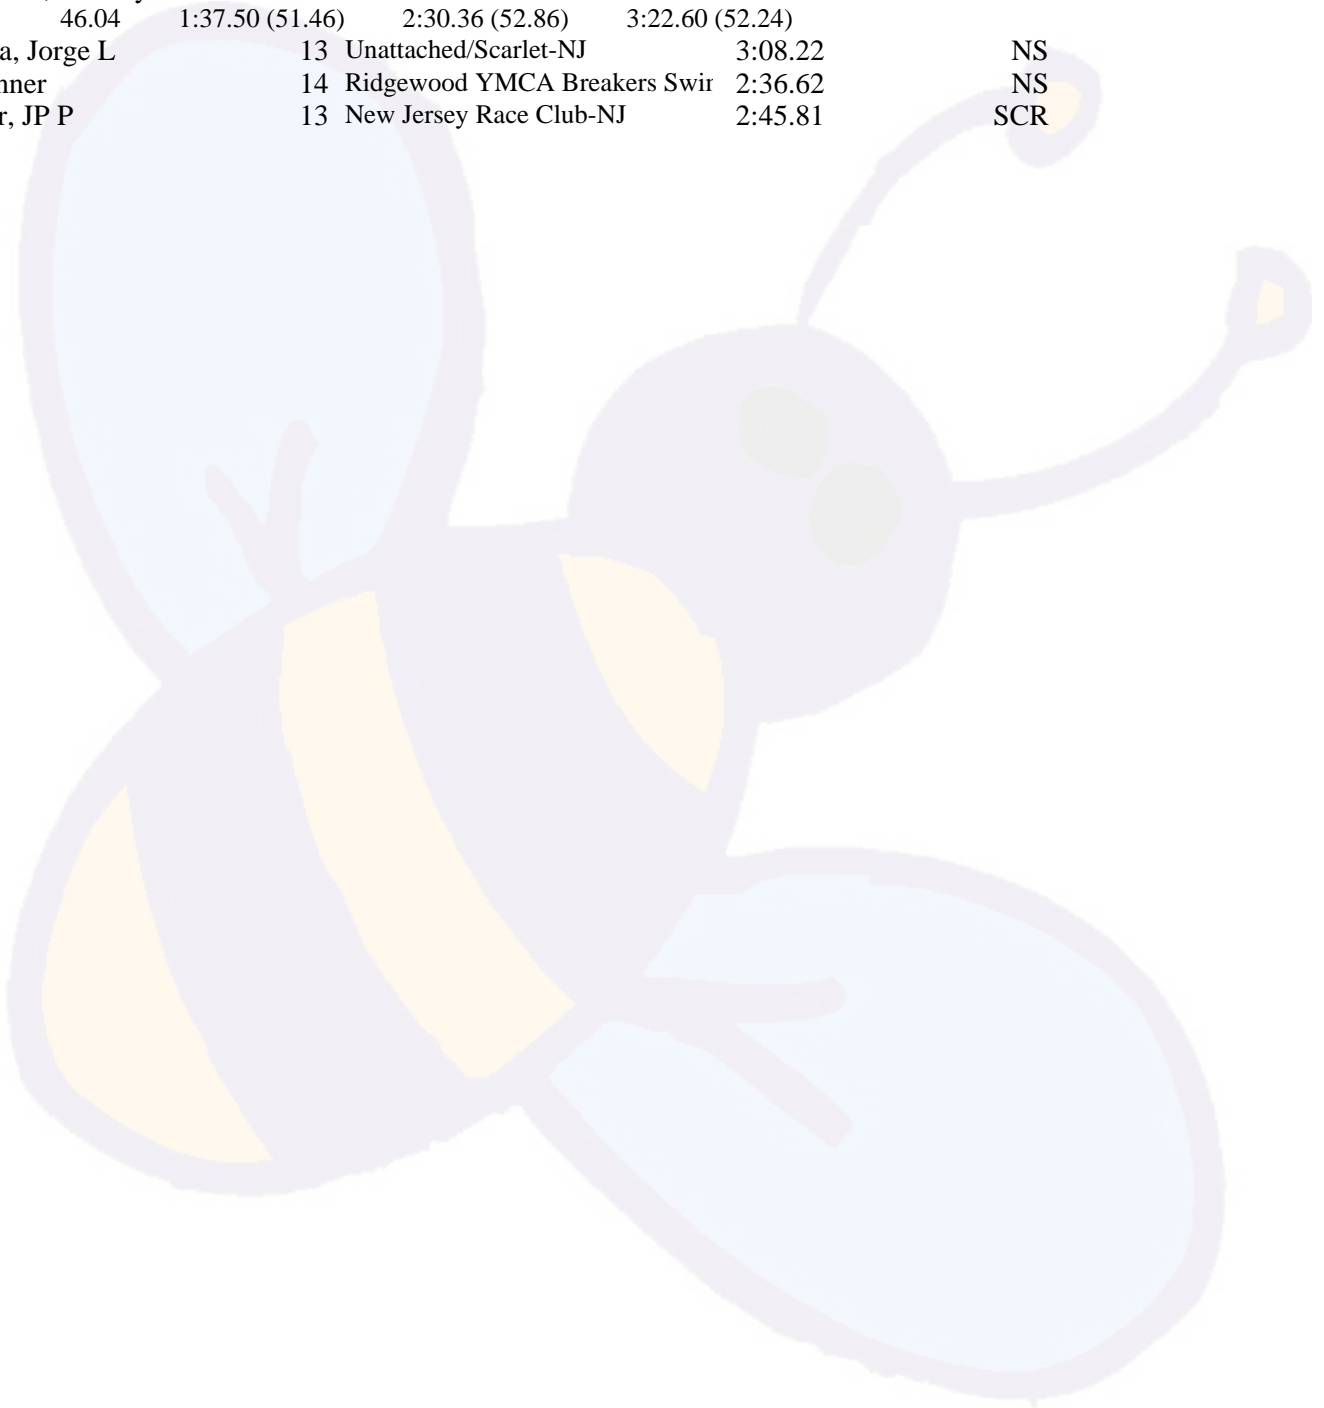 46.04 1:37.50 (51.46) 2:30.36 (52.86) 3:22.60 (52.24)
a, Jorge L 13 Unattached/Scarlet-NJ 3:08.22 NS
nner 14 Ridgewood YMCA Breakers Swir 2:36.62 NS
r, JP P 13 New Jersey Race Club-NJ 2:45.81 SCR